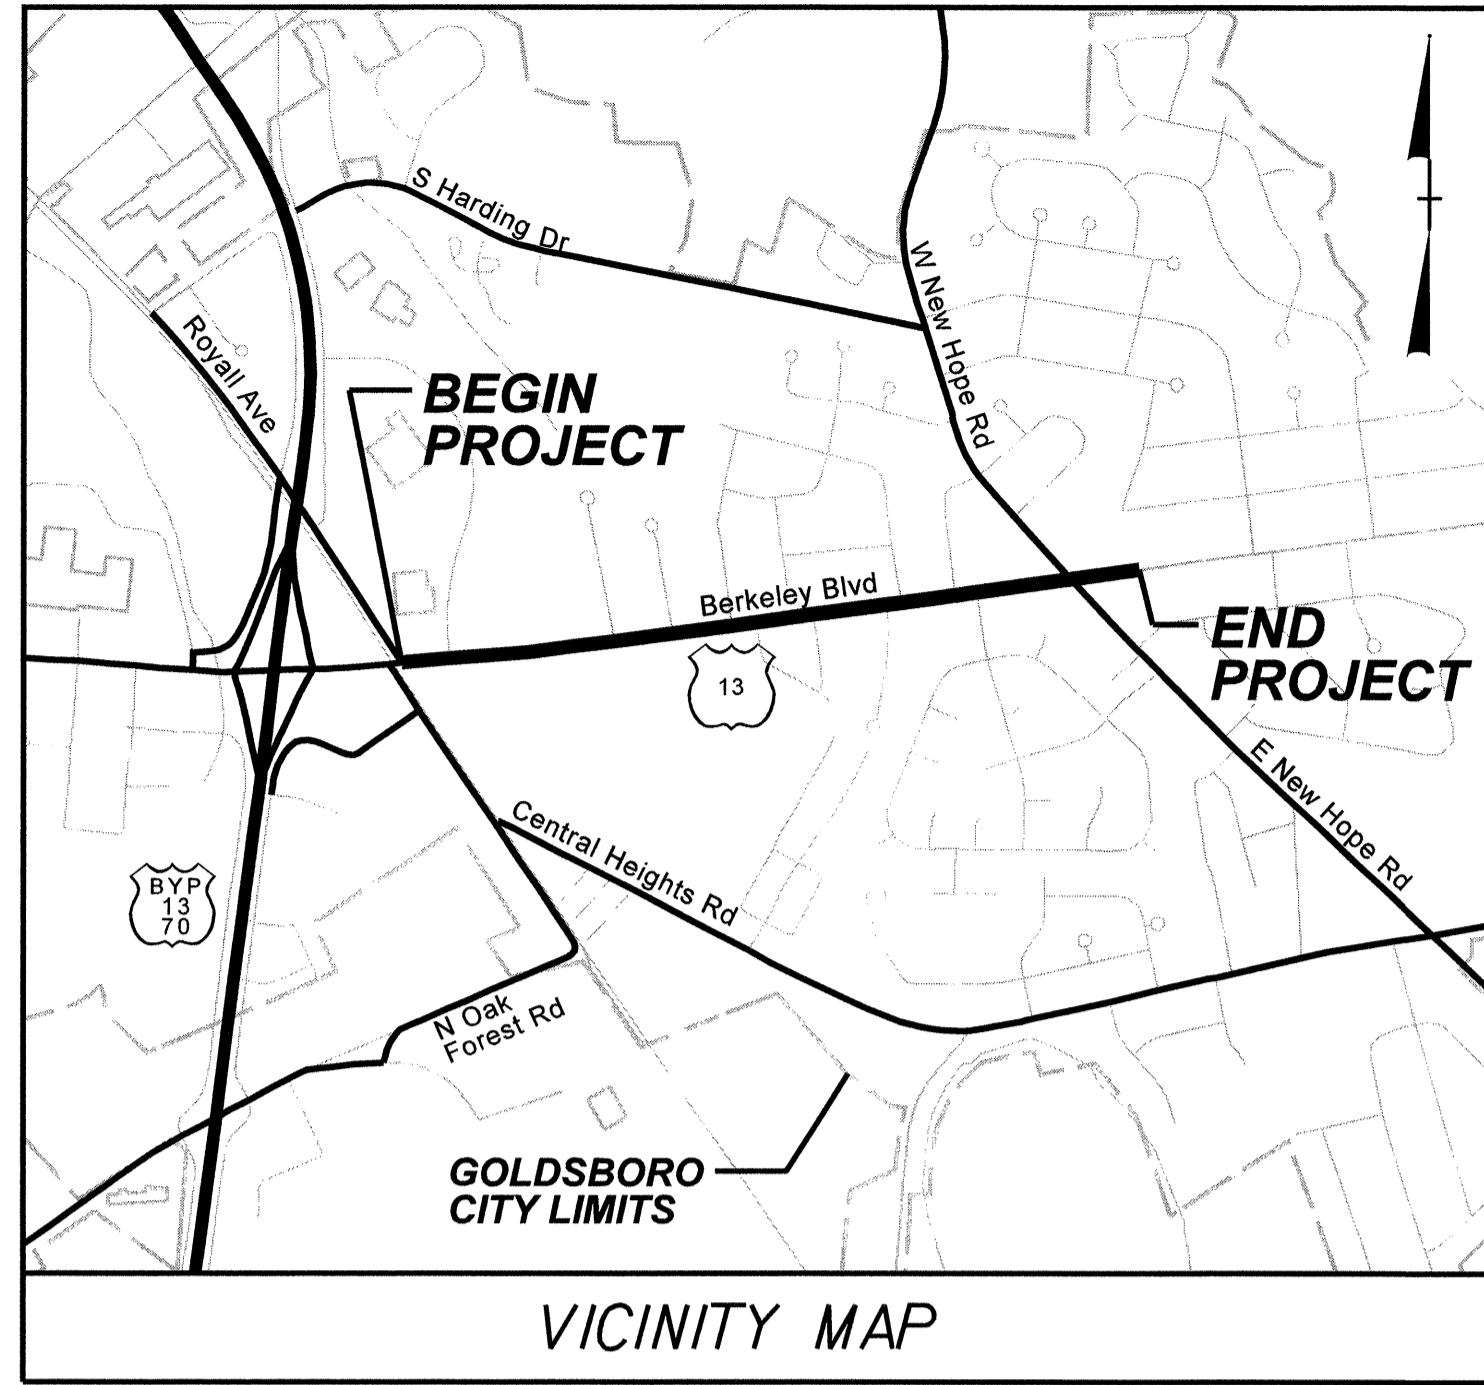 S Harding Dr
W New Hope Rd
Royall Ave
BEGIN
PROJECT
Berkeley Blvd
END
PROJECT
13
E New Hope Rd
Central Heights Rd
BYP
13
70
N Oak
Forest Rd
GOLDSBORO
CITY LIMITS
VICINITY MAP